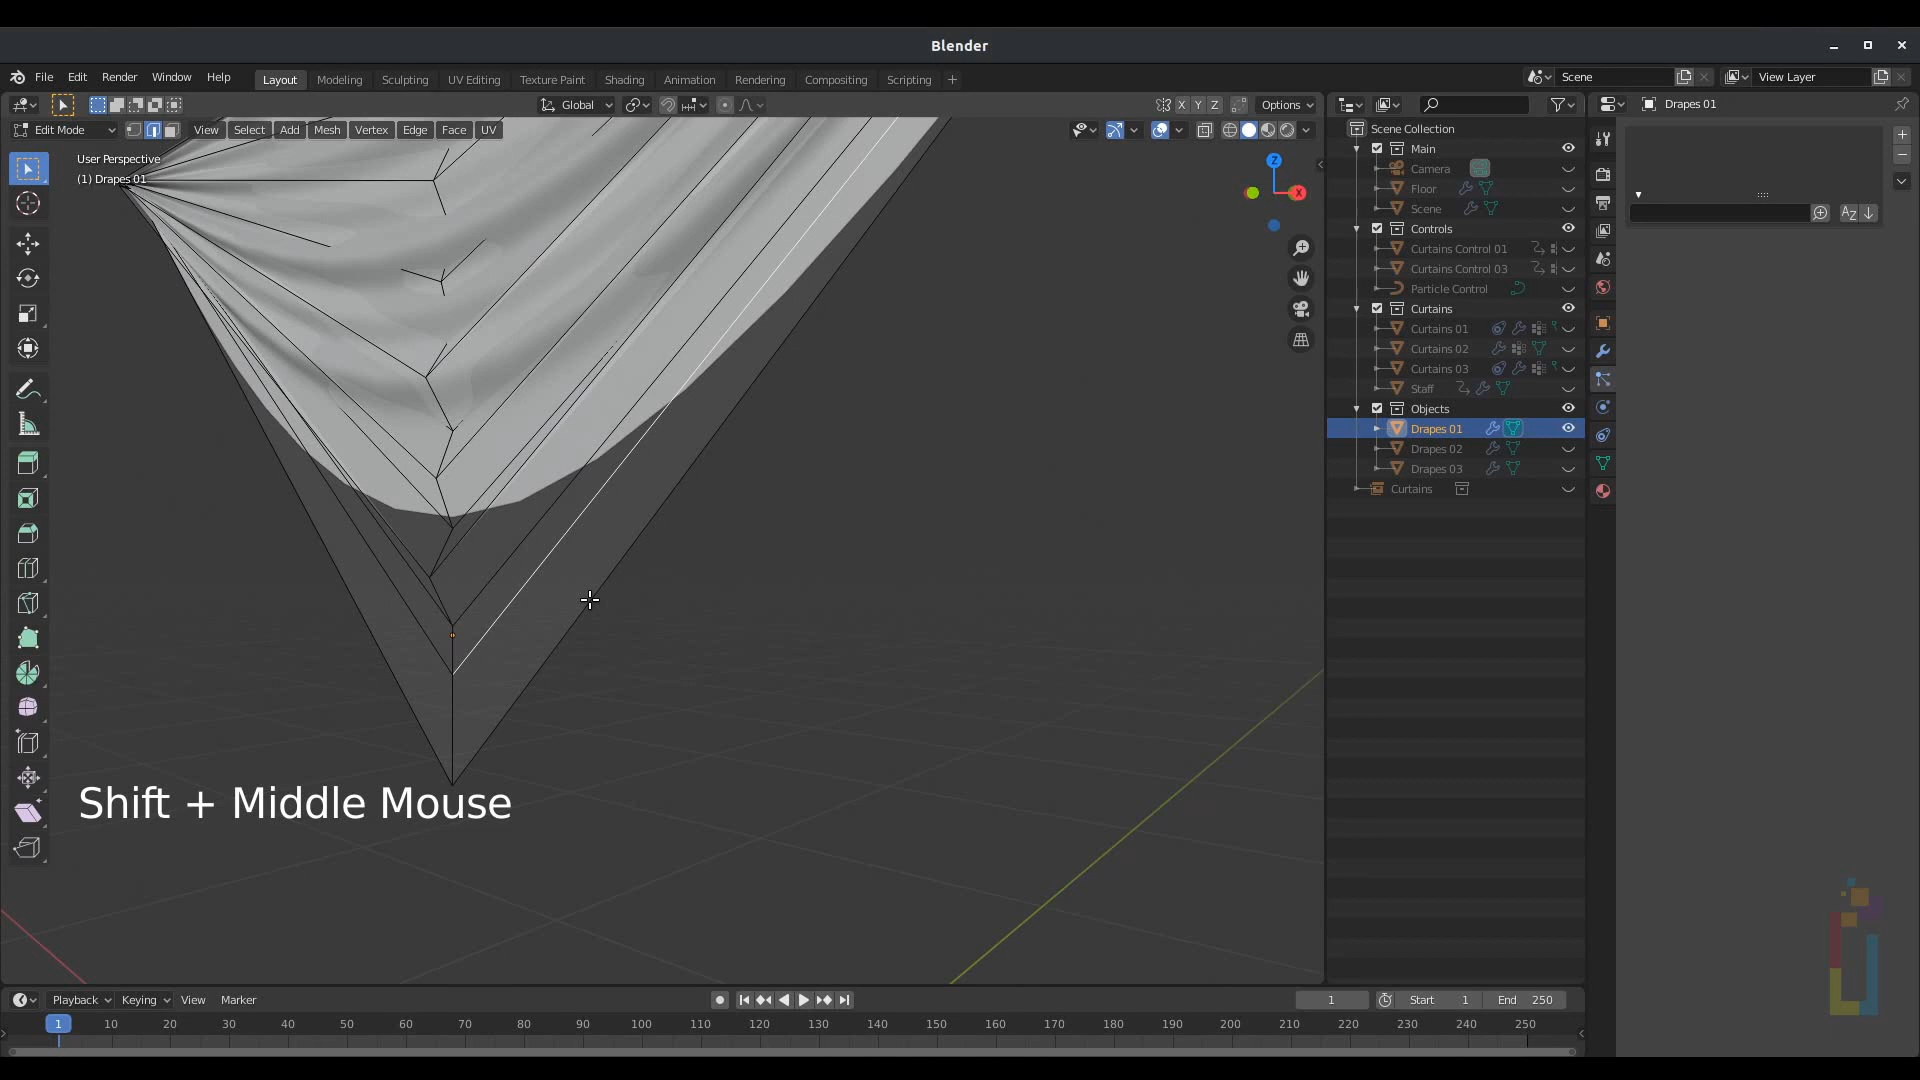 Blender
File Edit Render Window Help Layout Modeling Sculpting UV Editing Texture Paint Shading Animation Rendering Compositing Scripting + Scene View Layer
Global X Y Z Options Drapes 01
Edit Mode View Select Add Mesh Vertex Edge Face UV Scene Collection
Main
User Perspective
(1) Drapes 01
Z
X
Camera
Floor
Scene
Controls
Curtains Control 01
Curtains Control 03
Particle Control
Curtains
Curtains 01
Curtains 02
Curtains 03
Staff
Objects
Drapes 01
Drapes 02
Drapes 03
Curtains
Shift + Middle Mouse
Playback Keying View Marker 1 Start 1 End 250
1 10 20 30 40 50 60 70 80 90 100 110 120 130 140 150 160 170 180 190 200 210 220 230 240 250